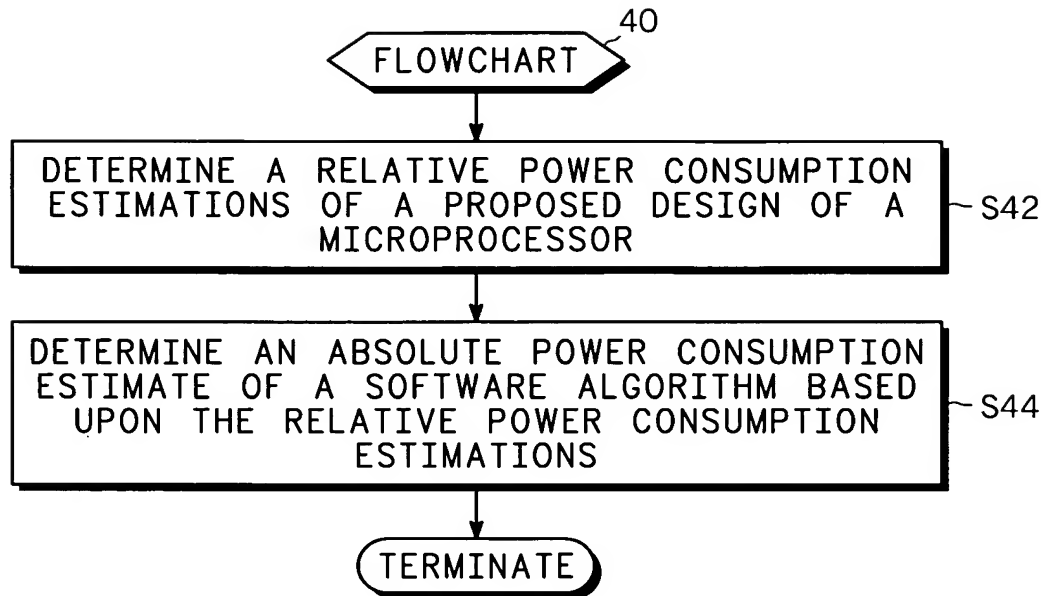 40
FLOWCHART
DETERMINE A RELATIVE POWER CONSUMPTION
ESTIMATIONS OF A PROPOSED DESIGN OF A
MICROPROCESSOR
S42
DETERMINE AN ABSOLUTE POWER CONSUMPTION
ESTIMATE OF A SOFTWARE ALGORITHM BASED
UPON THE RELATIVE POWER CONSUMPTION
ESTIMATIONS
S44
TERMINATE